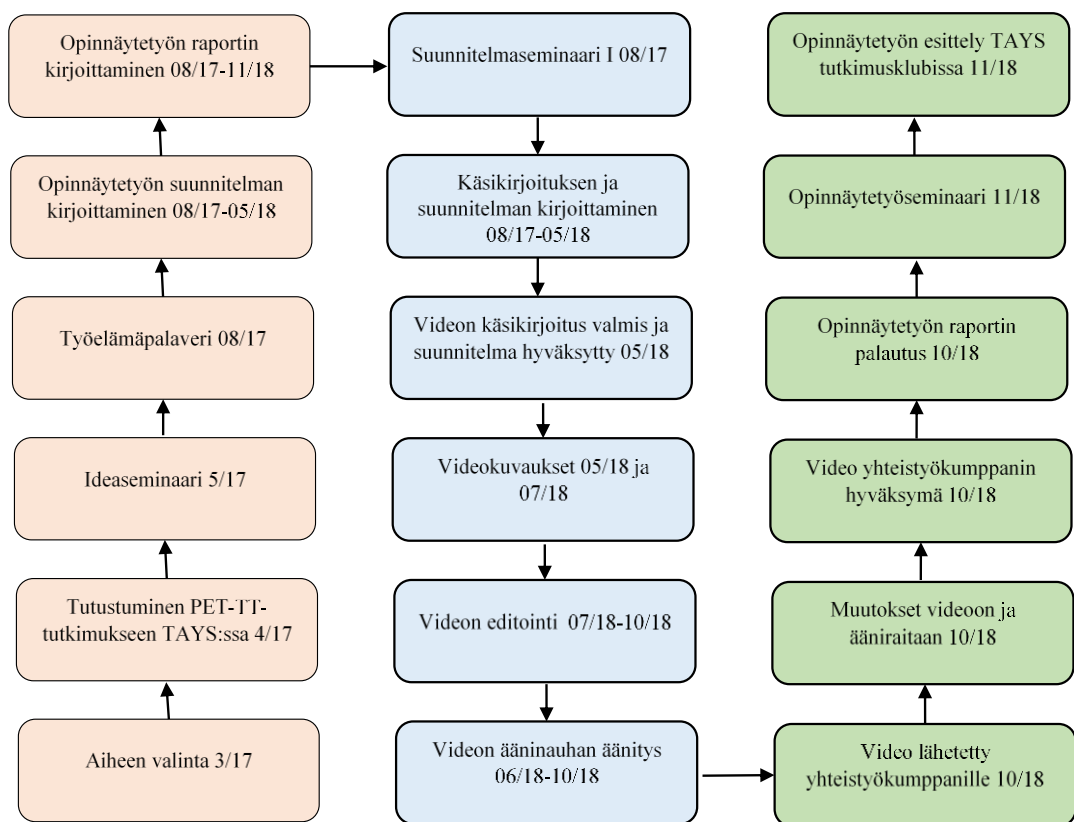 Opinnäytetyön raportin
kirjoittaminen 08/17-11/18
Opinnäytetyön suunnitelman
kirjoittaminen 08/17-05/18
Työelämäpalaveri 08/17
Ideaseminaari 5/17
Tutustuminen PET-TT-
tutkimukseen TAYS:ssa 4/17
Aiheen valinta 3/17
Suunnitelmaseminaari I 08/17
Käsikirjoituksen ja
suunnitelman kirjoittaminen
08/17-05/18
Videon käsikirjoitus valmis ja
suunnitelma hyväksytty 05/18
Videokuvaukset 05/18 ja
07/18
Videon editointi 07/18-10/18
Videon ääninauhan äänitys
06/18-10/18
Opinnäytetyön esittely TAYS
tutkimusklubissa 11/18
Opinnäytetyöseminaari 11/18
Opinnäytetyön raportin
palautus 10/18
Video yhteistyökumppanin
hyväksymä 10/18
Muutokset videoon ja
ääniraitaan 10/18
Video lähetetty
yhteistyökumppanille 10/18